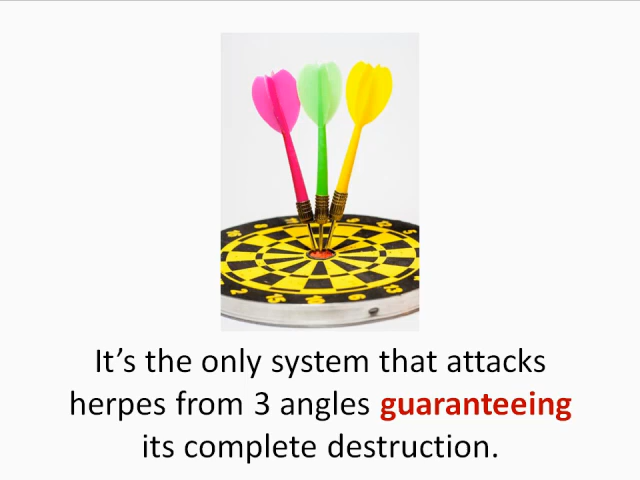 It’s the only system that attacks
herpes from 3 angles guaranteeing
its complete destruction.